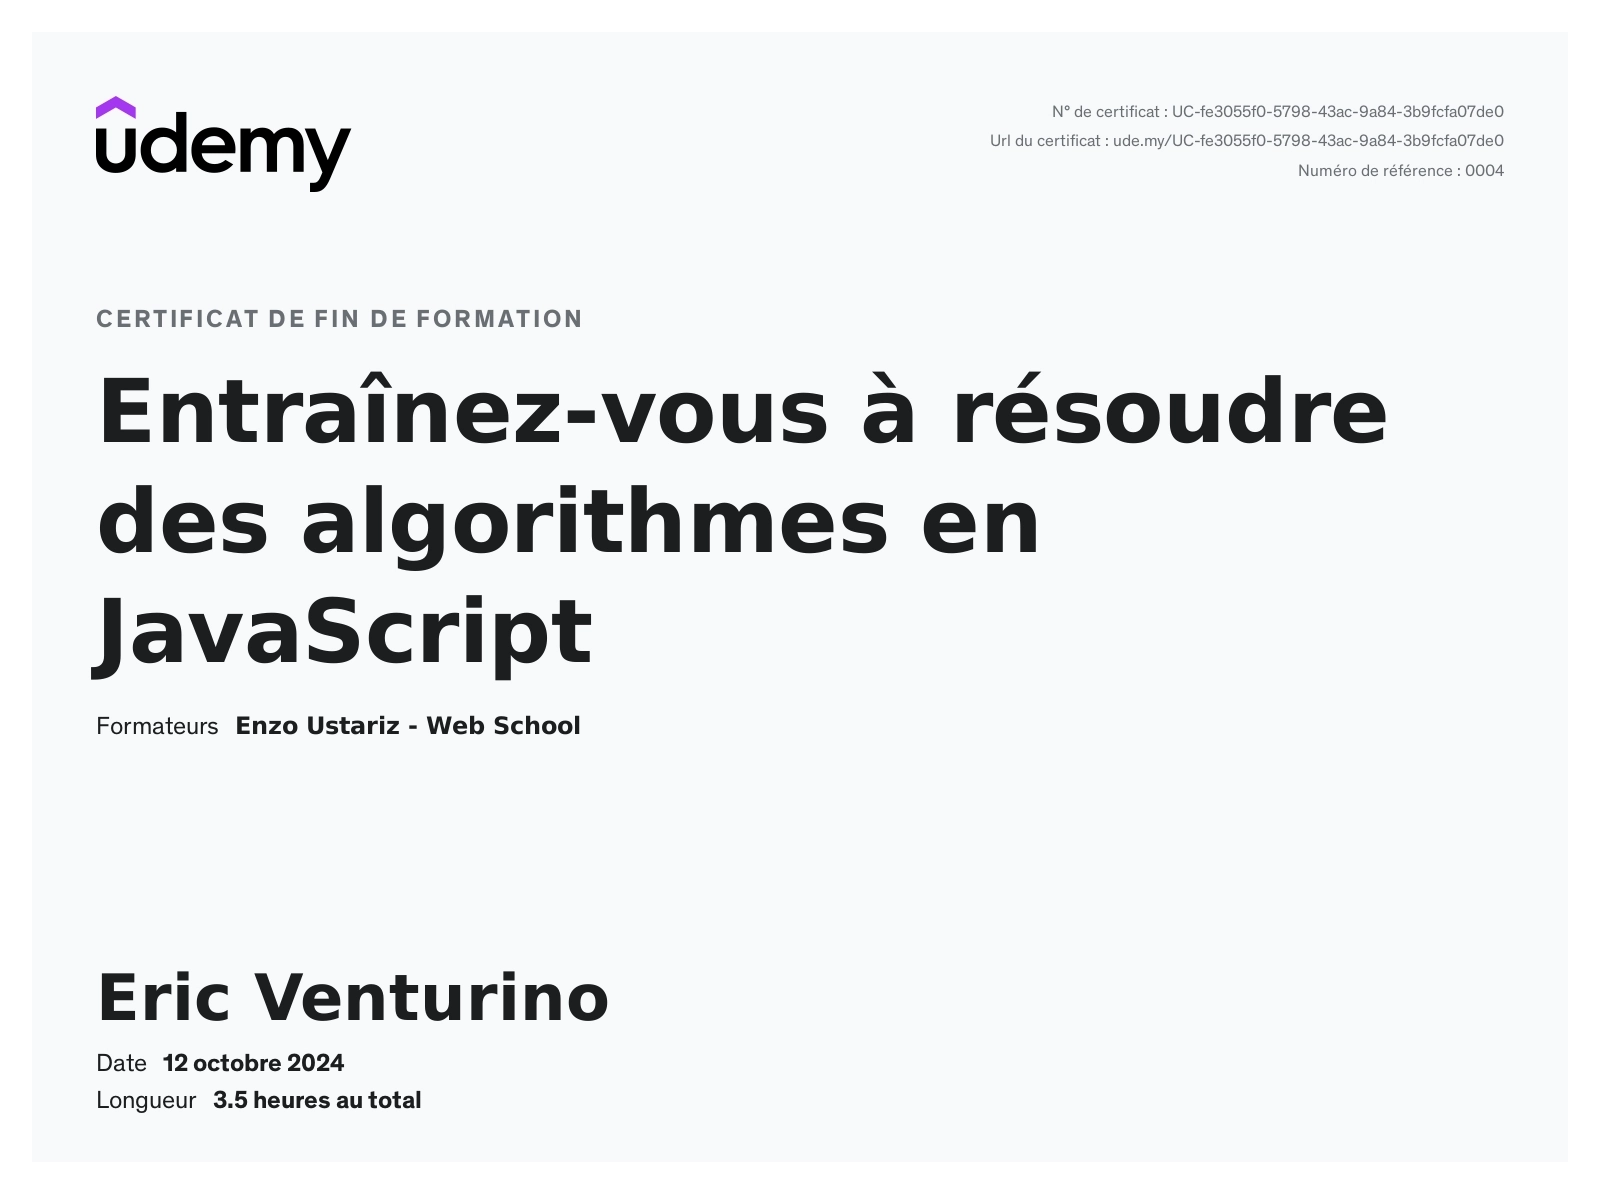 udemy
N° de certificat : UC-fe3055f0-5798-43ac-9a84-3b9fcfa07de0
Url du certificat : ude.my/UC-fe3055f0-5798-43ac-9a84-3b9fcfa07de0
Numéro de référence : 0004
CERTIFICAT DE FIN DE FORMATION
Entraînez-vous à résoudre
des algorithmes en
JavaScript
Formateurs Enzo Ustariz - Web School
Eric Venturino
Date 12 octobre 2024
Longueur 3.5 heures au total